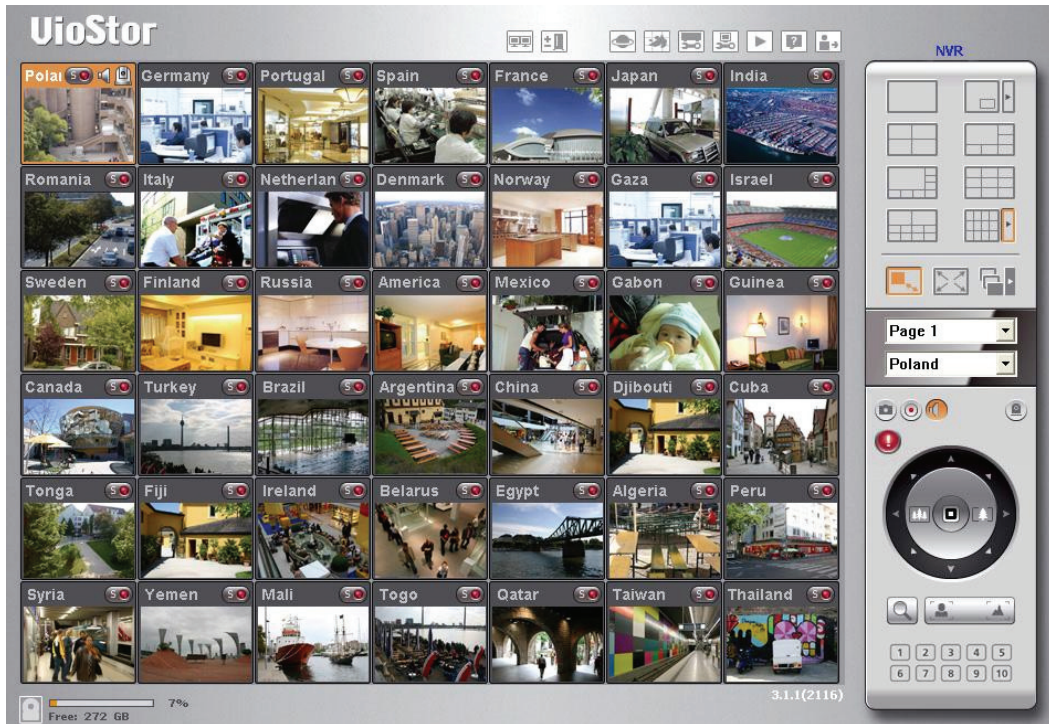 VioStor
NVR
Polar S Germany S Portugal S Spain S France S Japan S India S
Romania S Italy S Netherlan S Denmark S Norway S Gaza S Israel S
Sweden S Finland S Russia S America S Mexico S Gabon S Guinea S
Page 1
Poland
Canada S Turkey S Brazil S Argentina S China S Djibouti S Cuba S
Tonga S Fiji S Ireland S Belarus S Egypt S Algeria S Peru S
Syria S Yemen S Mali S Togo S Qatar S Taiwan S Thailand S
1 2 3 4 5
6 7 8 9 10
3.1.1(2116)
7%
Free: 272 GB